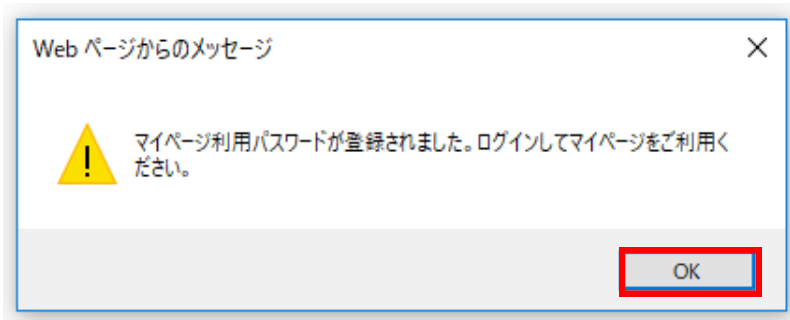 Web ページからのメッセージ
マイページ利用パスワードが登録されました。ログインしてマイページをご利用く
ださい。
OK